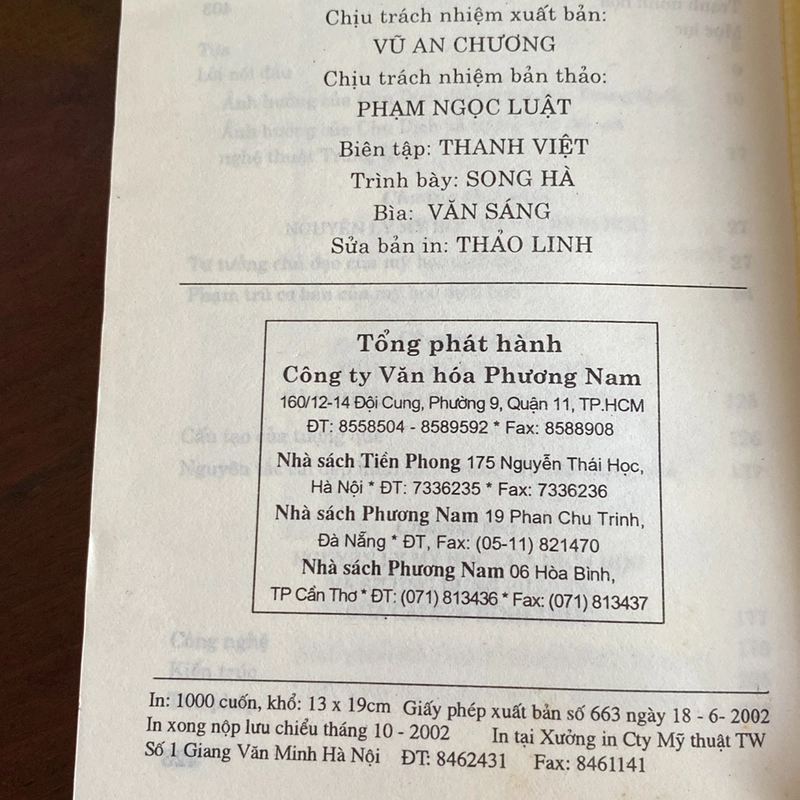 Chịu trách nhiệm xuất bản:
VŨ AN CHƯƠNG
Chịu trách nhiệm bản thảo:
PHẠM NGỌC LUẬT
Biên tập: THANH VIỆT
Trình bày: SONG HÀ
Bìa: VĂN SÁNG
Sửa bản in: THẢO LINH
Tổng phát hành
Công ty Văn hóa Phương Nam
160/12-14 Đội Cung, Phường 9, Quận 11, TP.HCM
ĐT: 8558504 - 8589592 * Fax: 8588908
Nhà sách Tiền Phong 175 Nguyễn Thái Học,
Hà Nội * ĐT: 7336235 * Fax: 7336236
Nhà sách Phương Nam 19 Phan Chu Trinh,
Đà Nẵng * ĐT, Fax: (05-11) 821470
Nhà sách Phương Nam 06 Hòa Bình,
TP Cần Thơ * ĐT: (071) 813436 * Fax: (071) 813437
In: 1000 cuốn, khổ: 13 x 19cm Giấy phép xuất bản số 663 ngày 18 -6- 2002
In xong nộp lưu chiểu tháng 10 - 2002 In tại Xưởng in Cty Mỹ thuật TW
Số 1 Giang Văn Minh Hà Nội ĐT: 8462431 Fax: 8461141